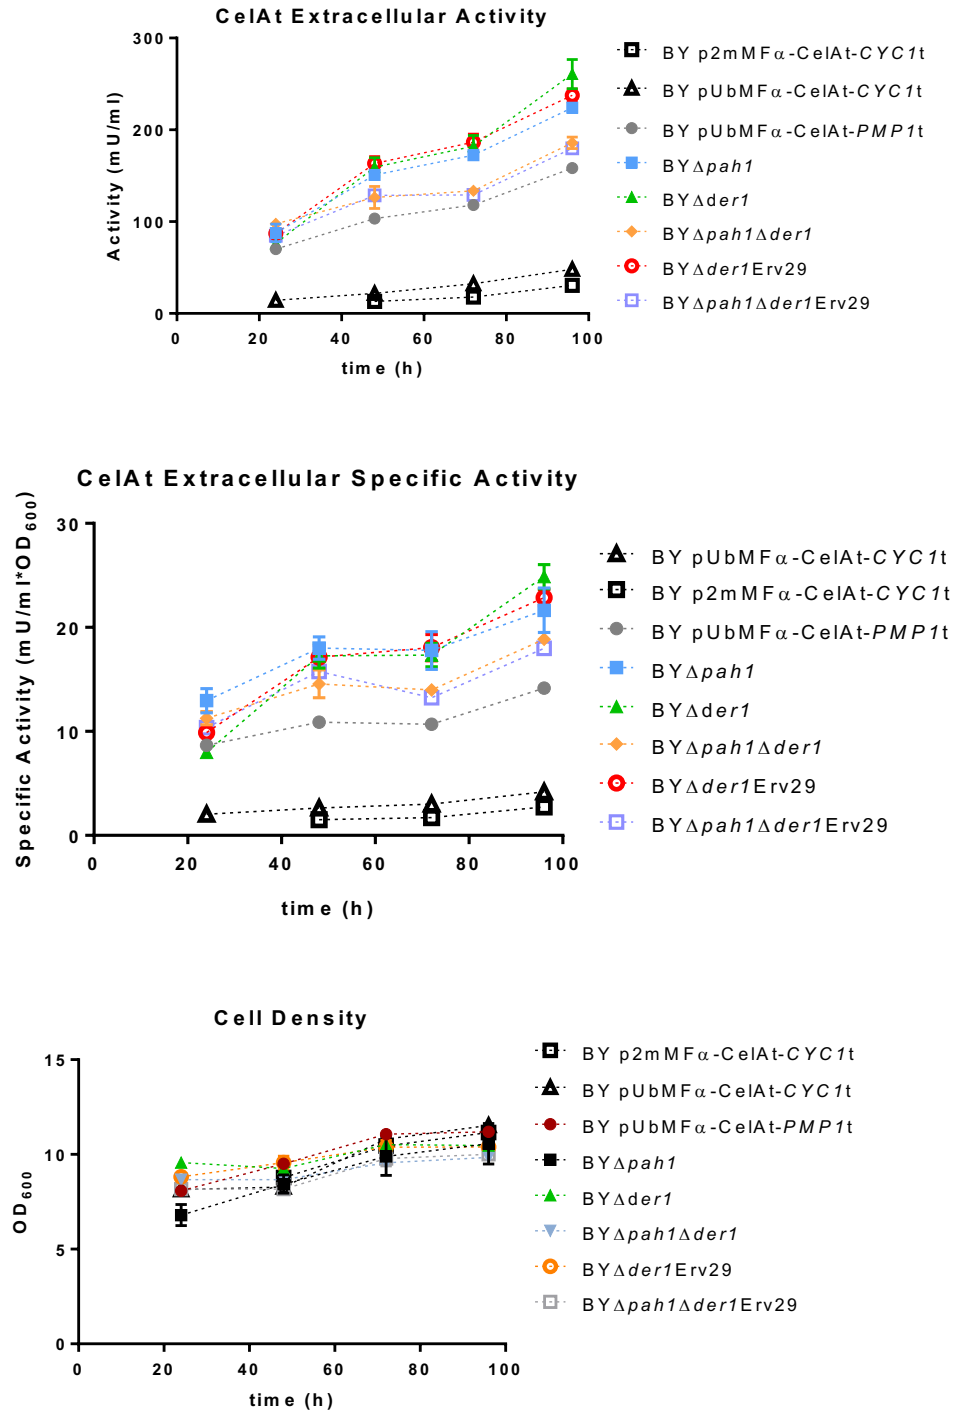 CelAt Extracellular Activity
Activity (mU/ml)
300
200
100
0
0 20 40 60 80 100
time (h)
BY p2mMFα-CelAt-CYC1t
BY pUbMFα-CelAt-CYC1t
BY pUbMFα-CelAt-PMP1t
BYΔpah1
BYΔder1
BYΔpah1Δder1
BYΔder1Erv29
BYΔpah1Δder1Erv29
CelAt Extracellular Specific Activity
Specific Activity (mU/ml*OD600)
30
20
10
0
0 20 40 60 80 100
time (h)
BY pUbMFα-CelAt-CYC1t
BY p2mMFα-CelAt-CYC1t
BY pUbMFα-CelAt-PMP1t
BYΔpah1
BYΔder1
BYΔpah1Δder1
BYΔder1Erv29
BYΔpah1Δder1Erv29
Cell Density
OD600
15
10
5
0
0 20 40 60 80 100
time (h)
BY p2mMFα-CelAt-CYC1t
BY pUbMFα-CelAt-CYC1t
BY pUbMFα-CelAt-PMP1t
BYΔpah1
BYΔder1
BYΔpah1Δder1
BYΔder1Erv29
BYΔpah1Δder1Erv29